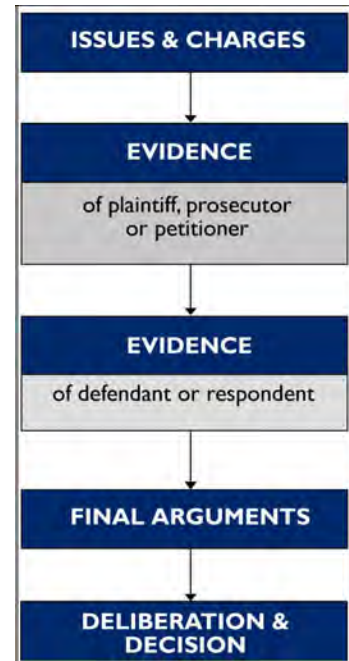 ISSUES & CHARGES
EVIDENCE
of plaintiff, prosecutor
or petitioner
EVIDENCE
of defendant or respondent
FINAL ARGUMENTS
DELIBERATION &
DECISION